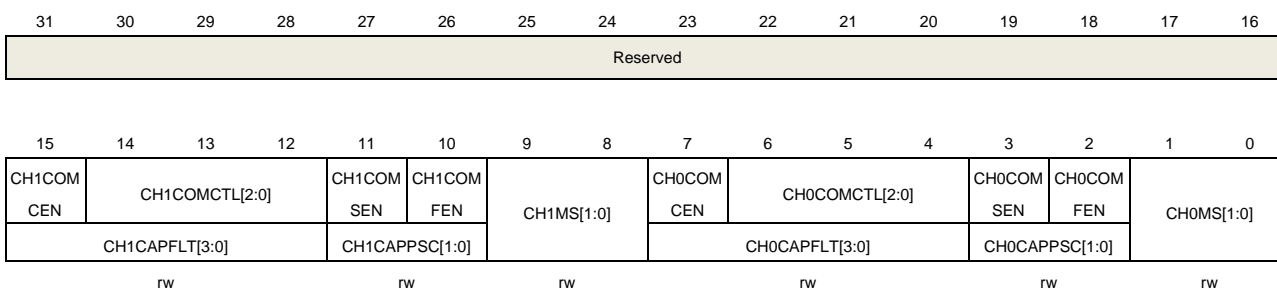 31 30 29 28 27 26 25 24 23 22 21 20 19 18 17 16
Reserved
15 14 13 12 11 10 9 8 7 6 5 4 3 2 1 0
CH1COM CEN CH1COMCTL[2:0] CH1COM SEN CH1COM FEN CH1MS[1:0] CH0COM CEN CH0COMCTL[2:0] CH0COM SEN CH0COM FEN CH0MS[1:0]
CH1CAPFLT[3:0] CH1CAPPSC[1:0] CH0CAPFLT[3:0] CH0CAPPSC[1:0]
rw rw rw rw rw rw